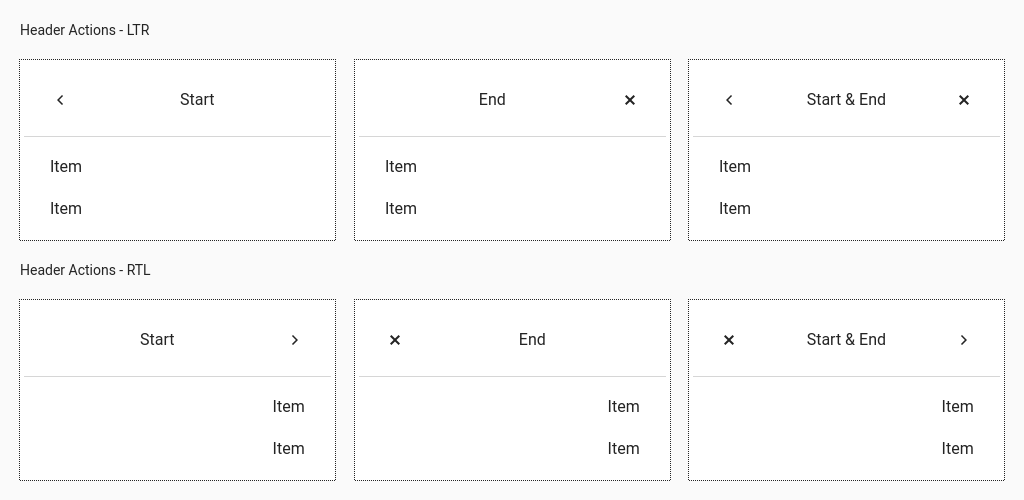 Header Actions - LTR
Start
End
Start & End
Item
Item
Item
Item
Item
Item
Header Actions - RTL
Start
End
Start & End
Item
Item
Item
Item
Item
Item